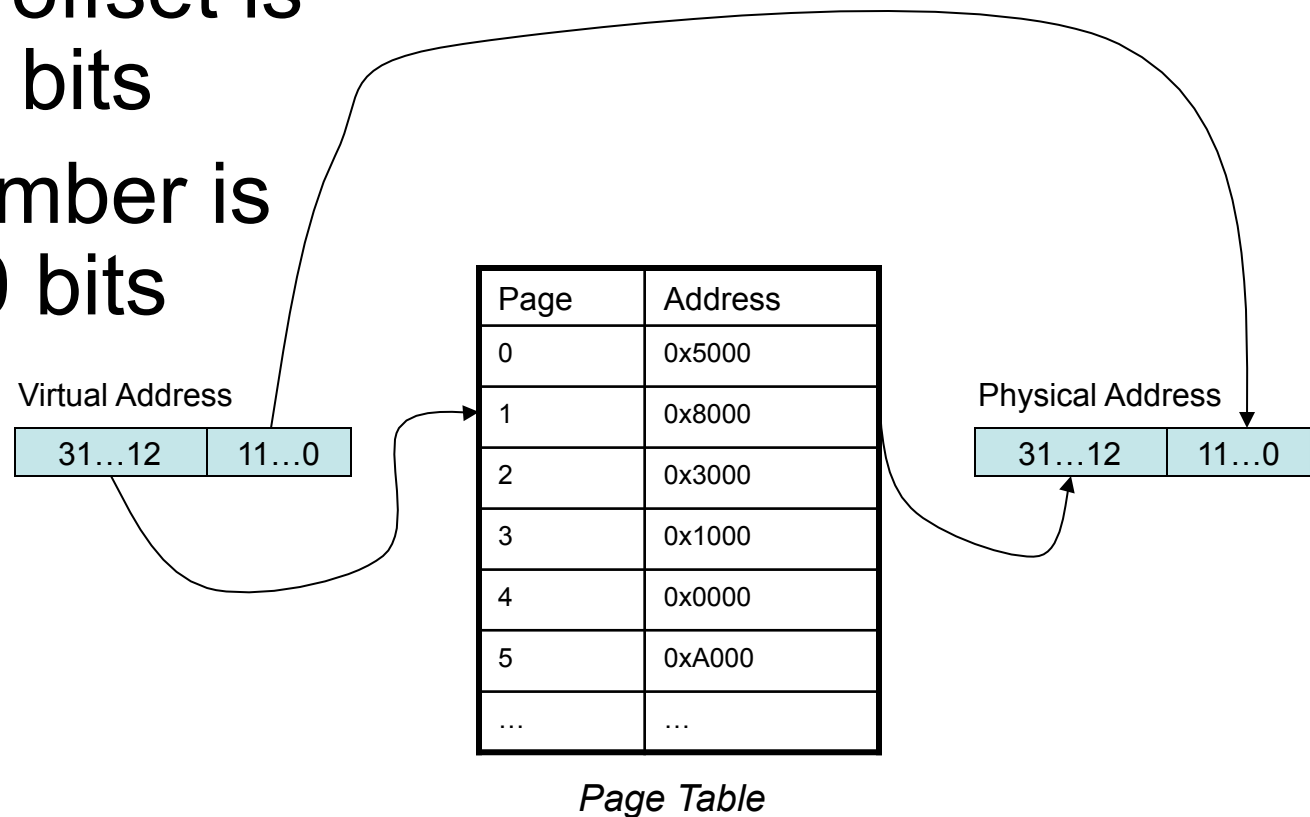 offset is
bits
mber is
bits
Page Address
0 0x5000
Virtual Address
Physical Address
1 0x8000
31…12 11…0
31…12 11…0
2 0x3000
3 0x1000
4 0x0000
5 0xA000
… …
Page Table